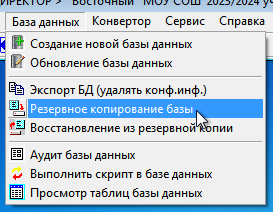 ДИРЕКТОР > "Восточный" МОУ СОШ 2023/2024 уч
База данных Конвертор Сервис Справка
Создание новой базы данных
Обновление базы данных
Экспорт БД (удалять конф.инф.)
Резервное копирование базы
Восстановление из резервной копии
Аудит базы данных
Выполнить скрипт в базе данных
Просмотр таблиц базы данных